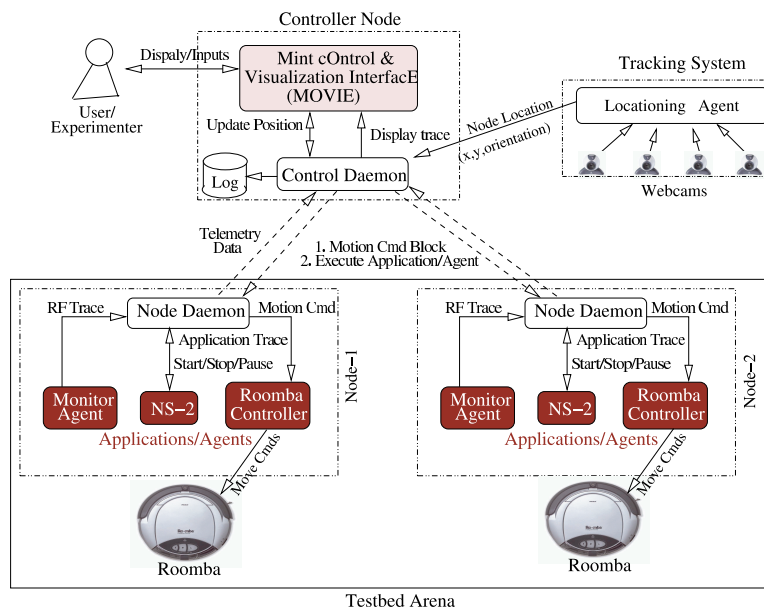 Controller Node
Dispaly/Inputs
Mint cOntrol &
Visualization InterfacE
(MOVIE)
User/
Experimenter
Tracking System
Locationing Agent
Node Location
(x,y,orientation)
Webcams
Update Position
Display trace
Log
Control Daemon
Telemetry
Data
1. Motion Cmd Block
2. Execute Application/Agent
Node Daemon
RF Trace
Motion Cmd
Application Trace
Start/Stop/Pause
Monitor
Agent
NS-2
Roomba
Controller
Applications/Agents
Node-1
Move Cmds
Roomba
Node Daemon
RF Trace
Motion Cmd
Application Trace
Start/Stop/Pause
Monitor
Agent
NS-2
Roomba
Controller
Applications/Agents
Node-2
Move Cmds
Roomba
Testbed Arena